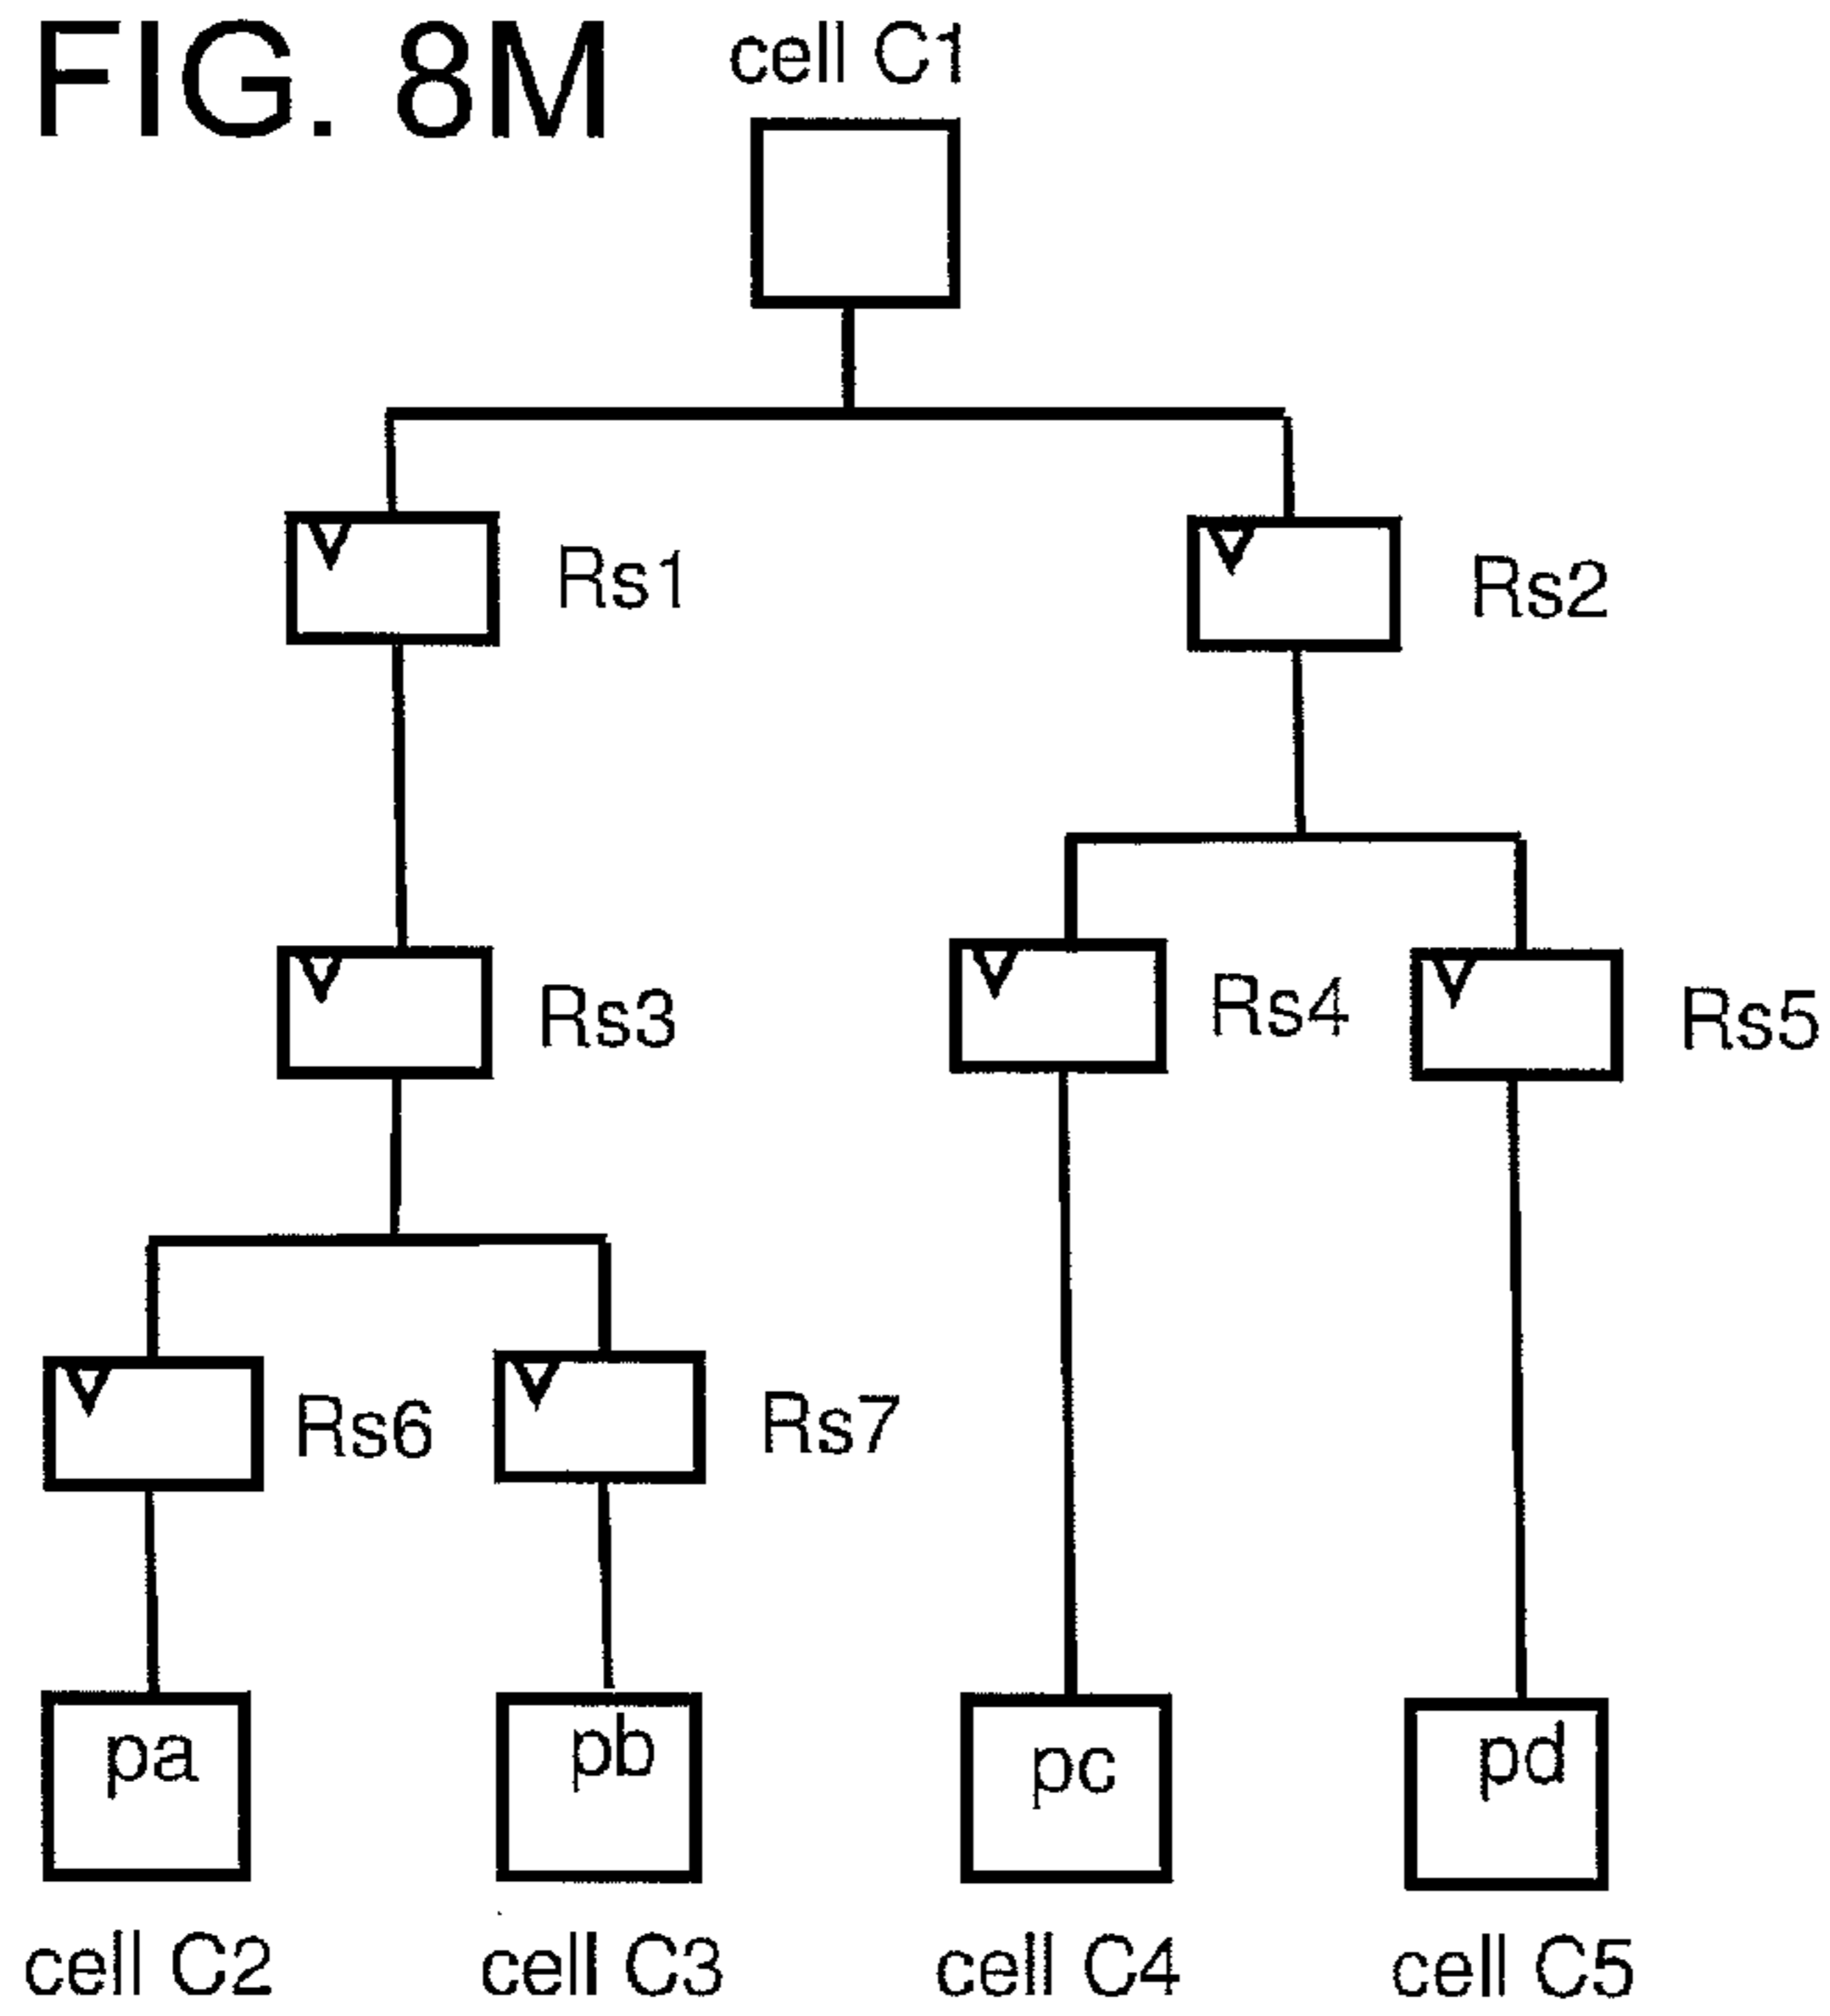 FIG. 8M
cell C1
Rs1
Rs2
Rs3
Rs4
Rs5
Rs6
Rs7
pa
pb
pc
pd
cell C2
cell C3
cell C4
cell C5